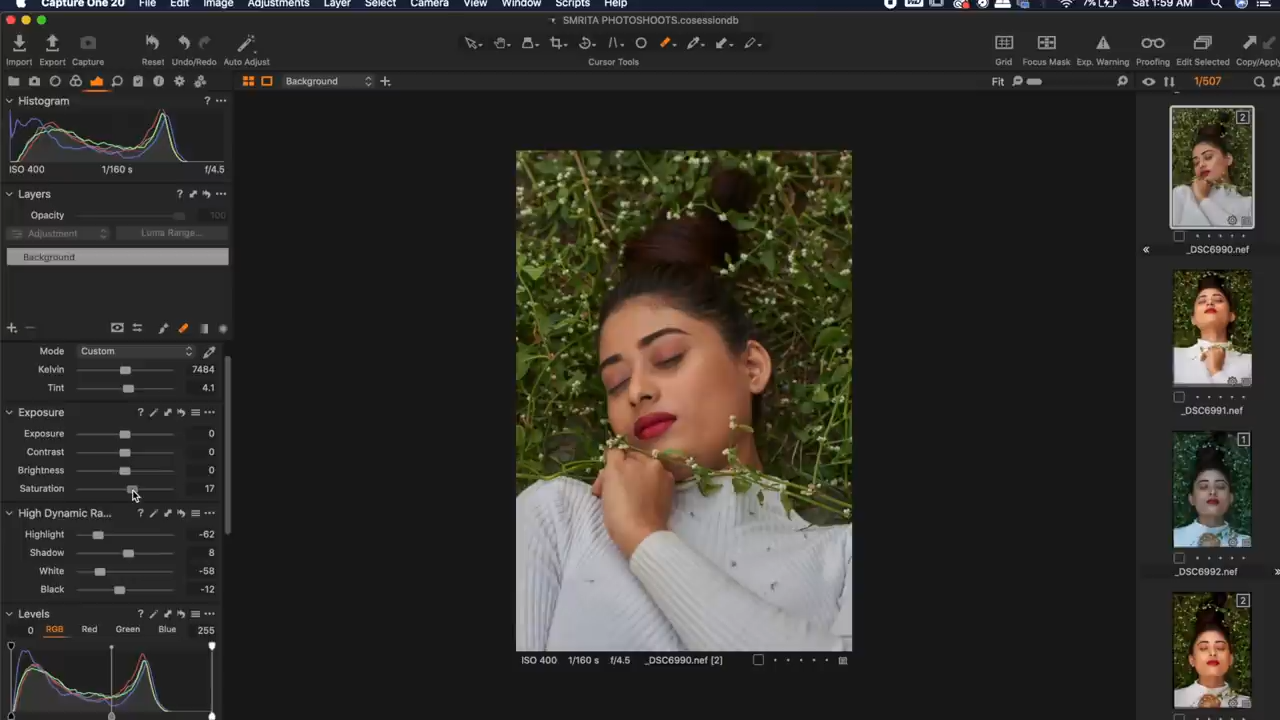 Capture One 20 File Edit Image Adjustments Layer Select Camera View Window Scripts Help
7% Sat 1:59 AM
SMRITA PHOTOSHOOTS.cosessiondb
Import Export Capture Reset Undo/Redo Auto Adjust Cursor Tools Grid Focus Mask Exp. Warning Proofing Edit Selected Copy/Apply
Background
Fit
1/507
Histogram ? ...
ISO 400 1/160 s f/4.5
Layers ? ...
Opacity 100
Adjustment Luma Range...
Background
Mode Custom
Kelvin 7484
Tint 4.1
Exposure ? ...
Exposure 0
Contrast 0
Brightness 0
Saturation 17
High Dynamic Ra... ? ...
Highlight -62
Shadow 8
White -58
Black -12
Levels ? ...
0 RGB Red Green Blue 255
ISO 400 1/160 s f/4.5 _DSC6990.nef [2]
2
_DSC6990.nef
_DSC6991.nef
1
_DSC6992.nef
2